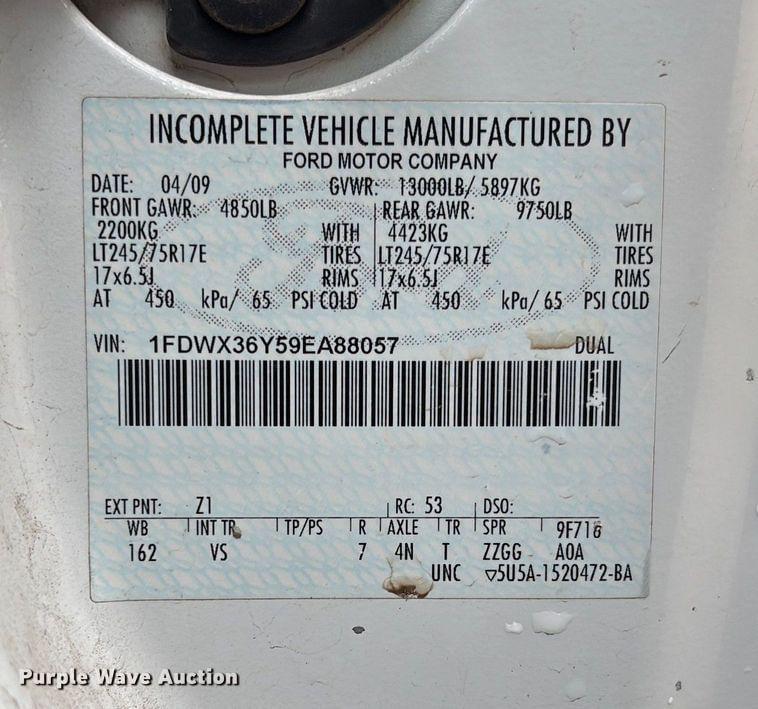 INCOMPLETE VEHICLE MANUFACTURED BY
FORD MOTOR COMPANY
DATE: 04/09 GVWR: 13000LB/ 5897KG
FRONT GAWR: 4850LB REAR GAWR: 9750LB
2200KG WITH 4423KG WITH
LT245/75R17E TIRES LT245/75R17E TIRES
17x6.5J RIMS 17x6.5J RIMS
AT 450 kPa/ 65 PSI COLD AT 450 kPa/ 65 PSI COLD
VIN: 1FDWX36Y59EA88057 DUAL
EXT PNT: Z1 RC: 53 DSO:
WB INT TR TP/PS R AXLE TR SPR 9F716
162 VS 7 4N T ZZGG A0A
UNC ▽5U5A-1520472-BA
Purple Wave Auction